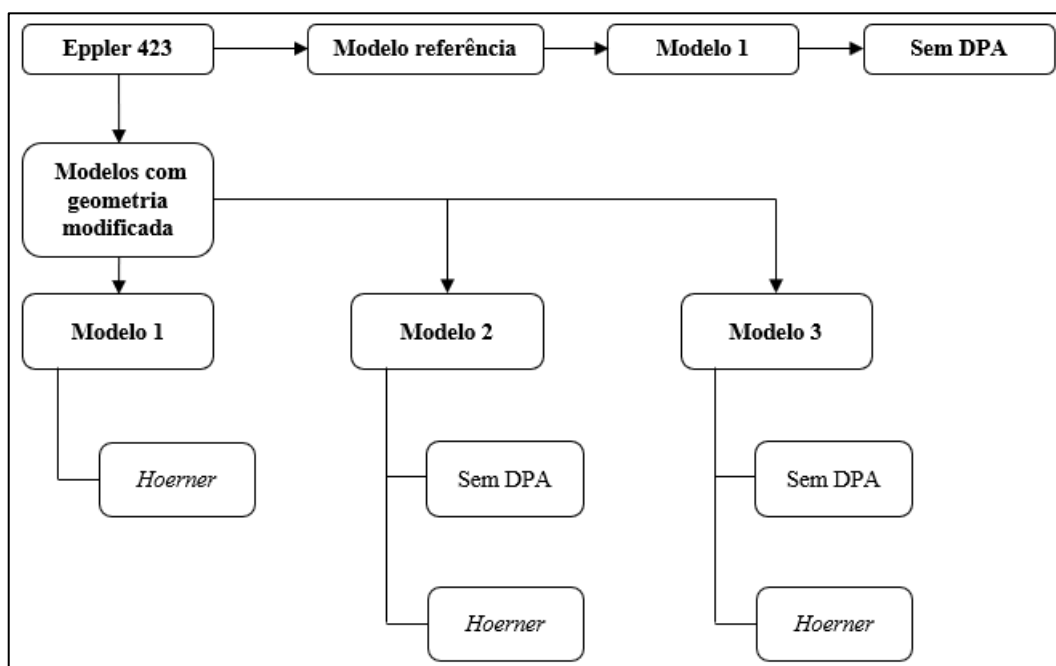 Eppler 423
Modelo referência
Modelo 1
Sem DPA
Modelos com
geometria
modificada
Modelo 1
Modelo 2
Modelo 3
Hoerner
Sem DPA
Sem DPA
Hoerner
Hoerner